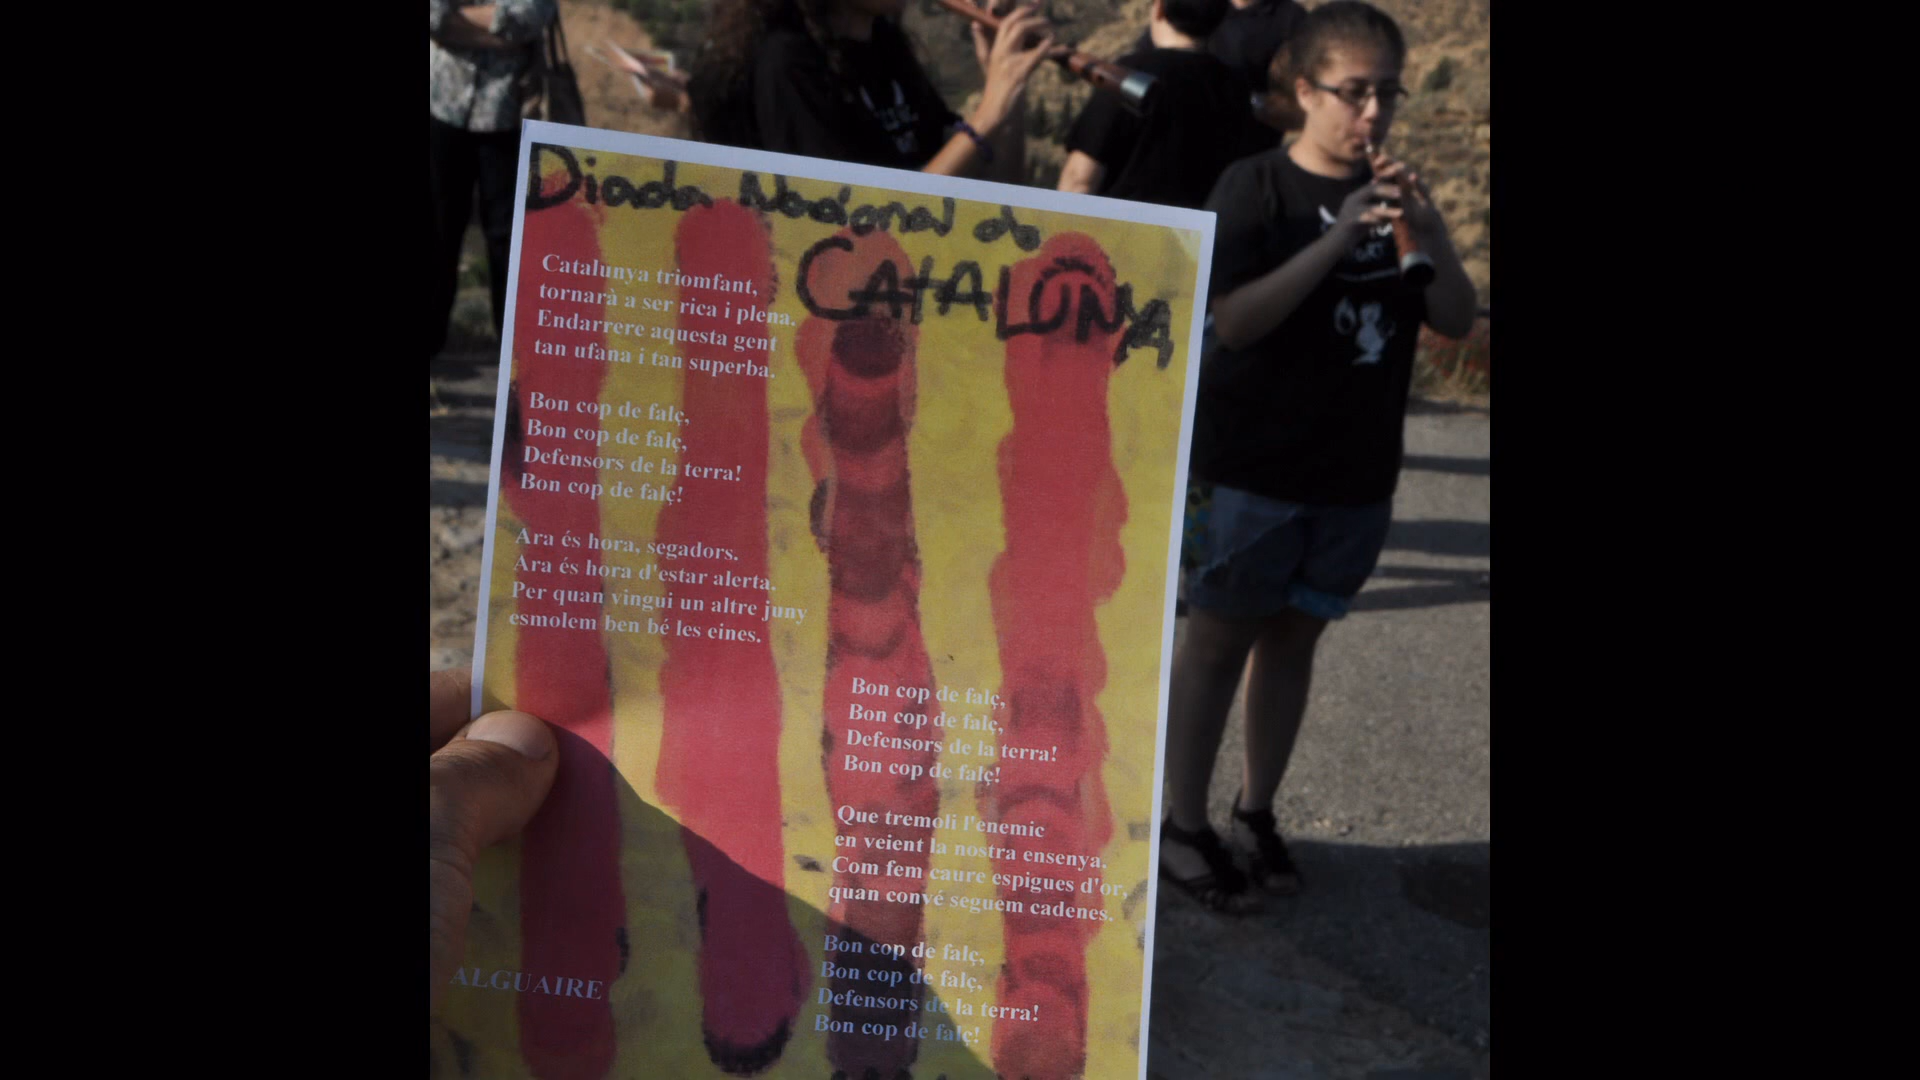 Diada Nacional de
CATALUNYA
Catalunya triomfant,
tornarà a ser rica i plena.
Endarrere aquesta gent
tan ufana i tan superba.
Bon cop de falç,
Bon cop de falç,
Defensors de la terra!
Bon cop de falç!
Ara és hora, segadors.
Ara és hora d'estar alerta.
Per quan vingui un altre juny
esmolem ben bé les eines.
Bon cop de falç,
Bon cop de falç,
Defensors de la terra!
Bon cop de falç!
Que tremoli l'enemic
en veient la nostra ensenya.
Com fem caure espigues d'or,
quan convé seguem cadenes.
Bon cop de falç,
Bon cop de falç,
Defensors de la terra!
Bon cop de falç!
ALGUAIRE